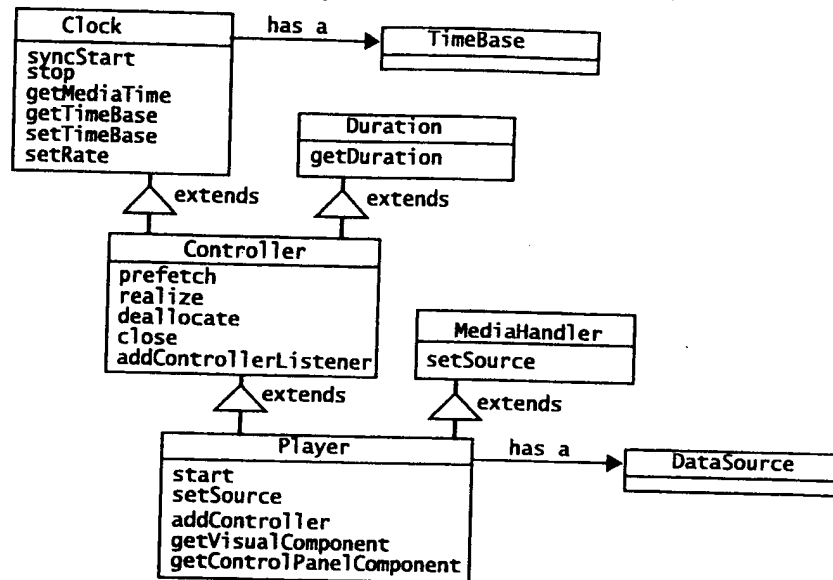 Clock
has a
TimeBase
syncStart
stop
getMediaTime
getTimeBase
setTimeBase
setRate
Duration
getDuration
extends
extends
Controller
prefetch
realize
deallocate
close
addControllerListener
MediaHandler
setSource
extends
extends
Player
has a
DataSource
start
setSource
addController
getVisualComponent
getControlPanelComponent